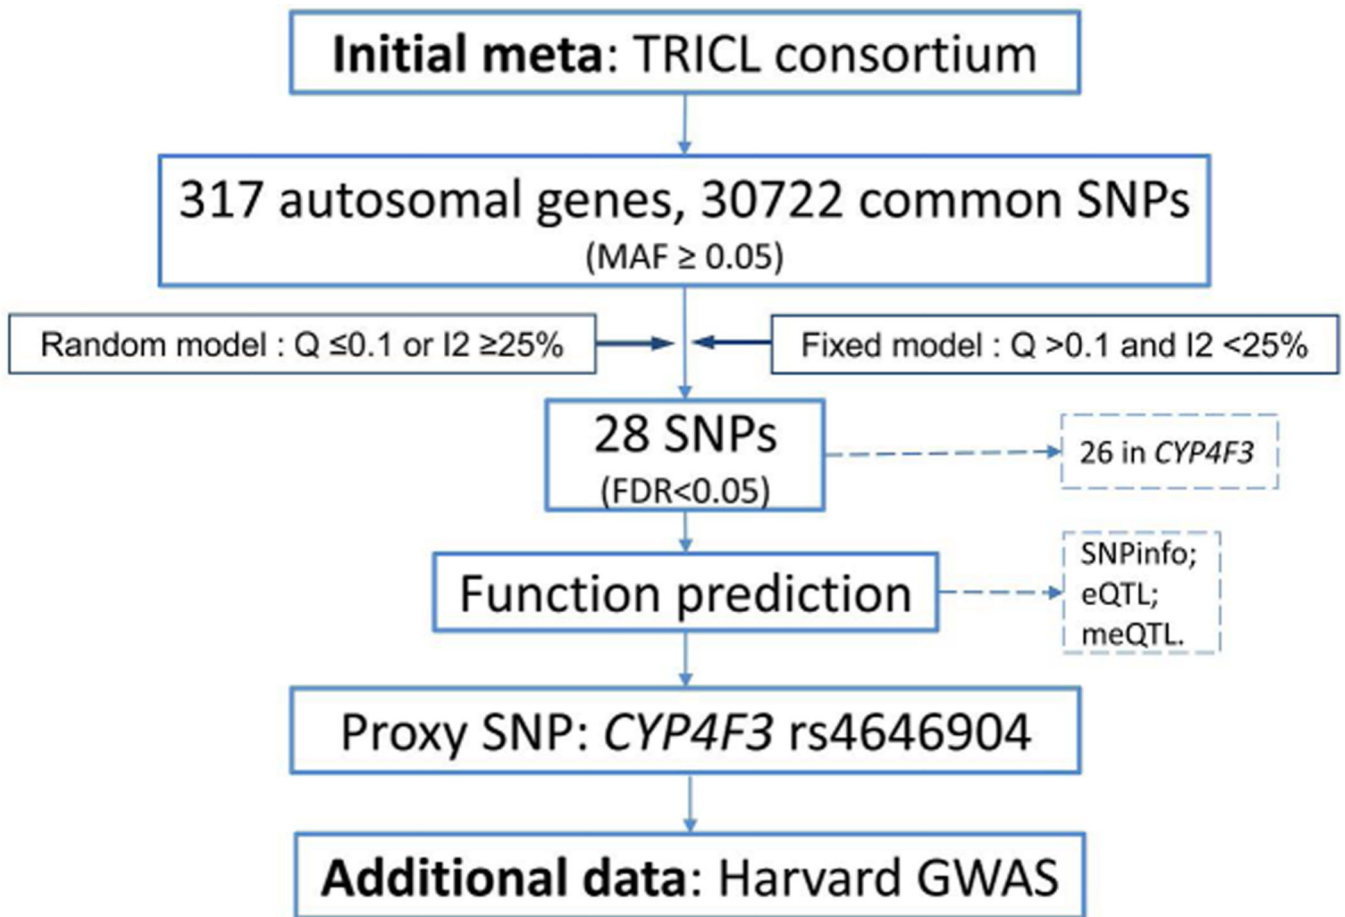 Initial meta: TRICL consortium
317 autosomal genes, 30722 common SNPs
(MAF ≥ 0.05)
Random model : Q ≤0.1 or I2 ≥25%
Fixed model : Q >0.1 and I2 <25%
28 SNPs
(FDR<0.05)
26 in CYP4F3
Function prediction
SNPinfo;
eQTL;
meQTL.
Proxy SNP: CYP4F3 rs4646904
Additional data: Harvard GWAS